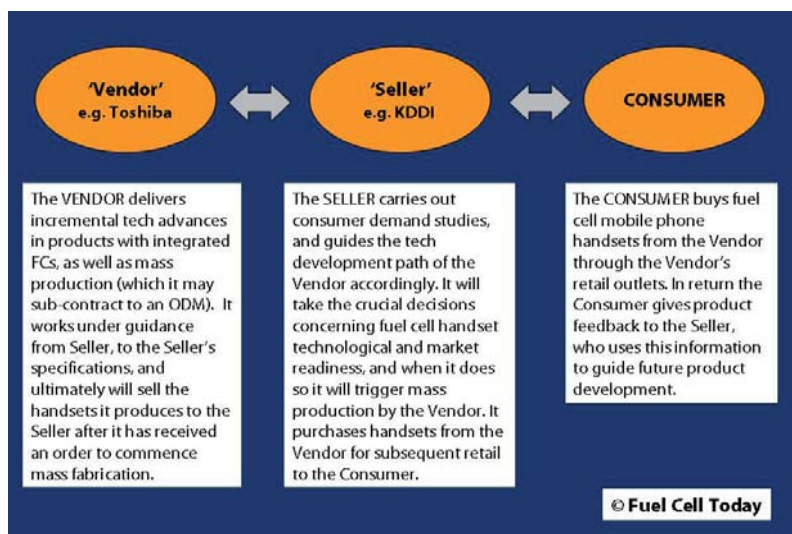 'Vendor'
e.g. Toshiba
'Seller'
e.g. KDDI
CONSUMER
The VENDOR delivers
incremental tech advances
in products with integrated
FCs, as well as mass
production (which it may
sub-contract to an ODM). It
works under guidance
from Seller, to the Seller's
specifications, and
ultimately will sell the
handsets it produces to the
Seller after it has received
an order to commence
mass fabrication.
The SELLER carries out
consumer demand studies,
and guides the tech
development path of the
Vendor accordingly. It will
take the crucial decisions
concerning fuel cell handset
technological and market
readiness, and when it does
so it will trigger mass
production by the Vendor. It
purchases handsets from the
Vendor for subsequent retail
to the Consumer.
The CONSUMER buys fuel
cell mobile phone
handsets from the Vendor
through the Vendor's
retail outlets. In return the
Consumer gives product
feedback to the Seller,
who uses this information
to guide future product
development.
© Fuel Cell Today